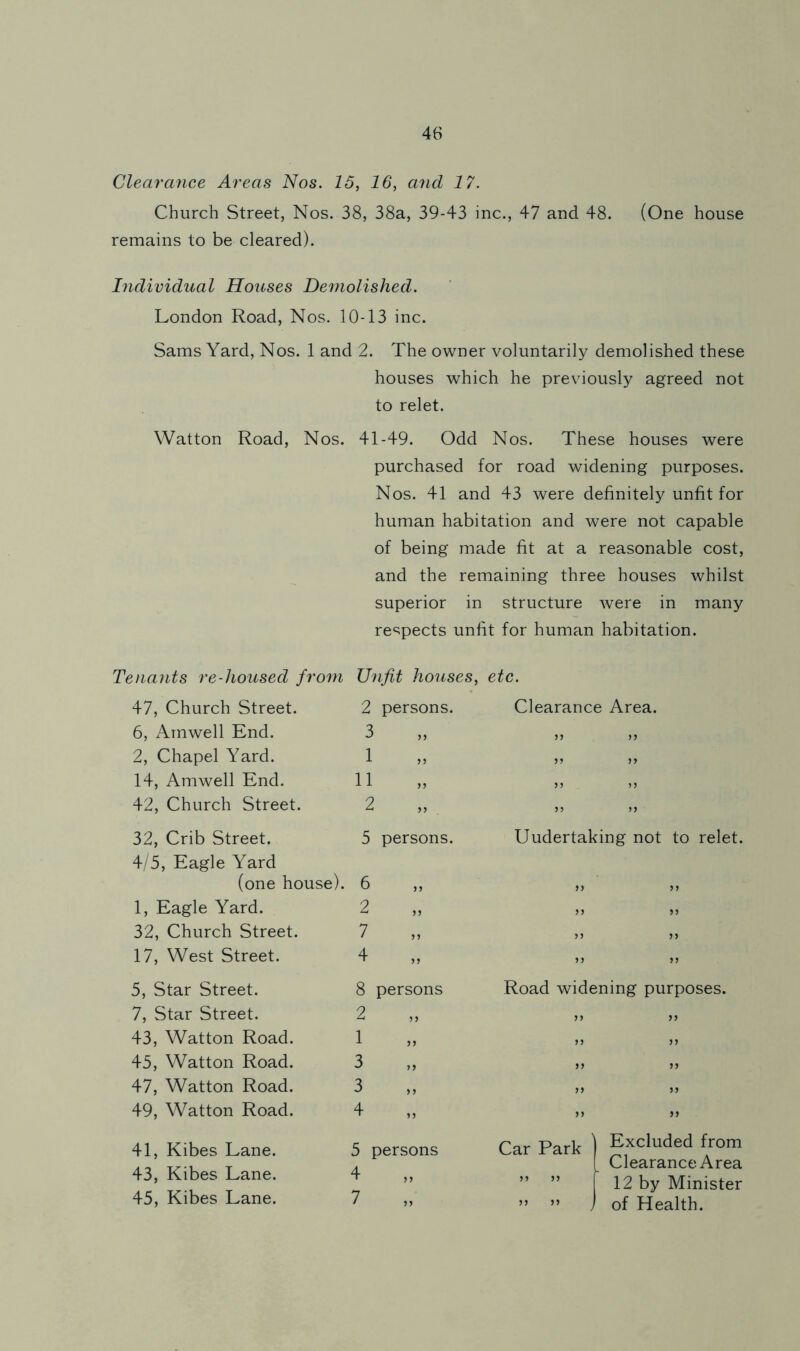 46
Clearance Areas Nos. 15, 16, and 17.
Church Street, Nos. 38, 38a, 39-43 inc., 47 and 48. (One house
remains to be cleared).
Individual Houses Demolished.
London Road, Nos. 10-13 inc.
Sams Yard, Nos. 1 and 2. The owner voluntarily demolished these
houses which he previously agreed not
to relet.
Watton Road, Nos. 41-49. Odd Nos. These houses were
purchased for road widening purposes.
Nos. 41 and 43 were definitely unfit for
human habitation and were not capable
of being made fit at a reasonable cost,
and the remaining three houses whilst
superior in structure were in many
respects unfit for human habitation.
Tenants re-housed from Unfit houses, etc.
47, Church Street. 2 persons. Clearance Area.
6, Amwell End. 3 ,, ,, ,,
2, Chapel Yard. 1 ,, ,, ,,
14, Amwell End. 11 ,, ,, ,,
42, Church Street. 2 ,, ,, ,,
32, Crib Street. 5 persons. Uudertaking not to relet.
4/5, Eagle Yard
(one house). 6 ,, ,, ,,
1, Eagle Yard. 2 ,, ,, ,,
32, Church Street. 7 ,, ,, ,,
17, West Street. 4 ,, ,, ,,
5, Star Street. 8 persons Road widening purposes.
7, Star Street. 2 ,, ,, ,,
43, Watton Road. 1 ,, ,, ,,
45, Watton Road. 3 ,, ,, ,,
47, Watton Road. 3 ,, ,, ,,
49, Watton Road. 4 ,, ,, ,,
41, Kibes Lane. 5 persons Car Park } Excluded from
Clearance Area
43, Kibes Lane. 4 ,, ,, ,, 12 by Minister
45, Kibes Lane. 7 ,, ,, ,, of Health.